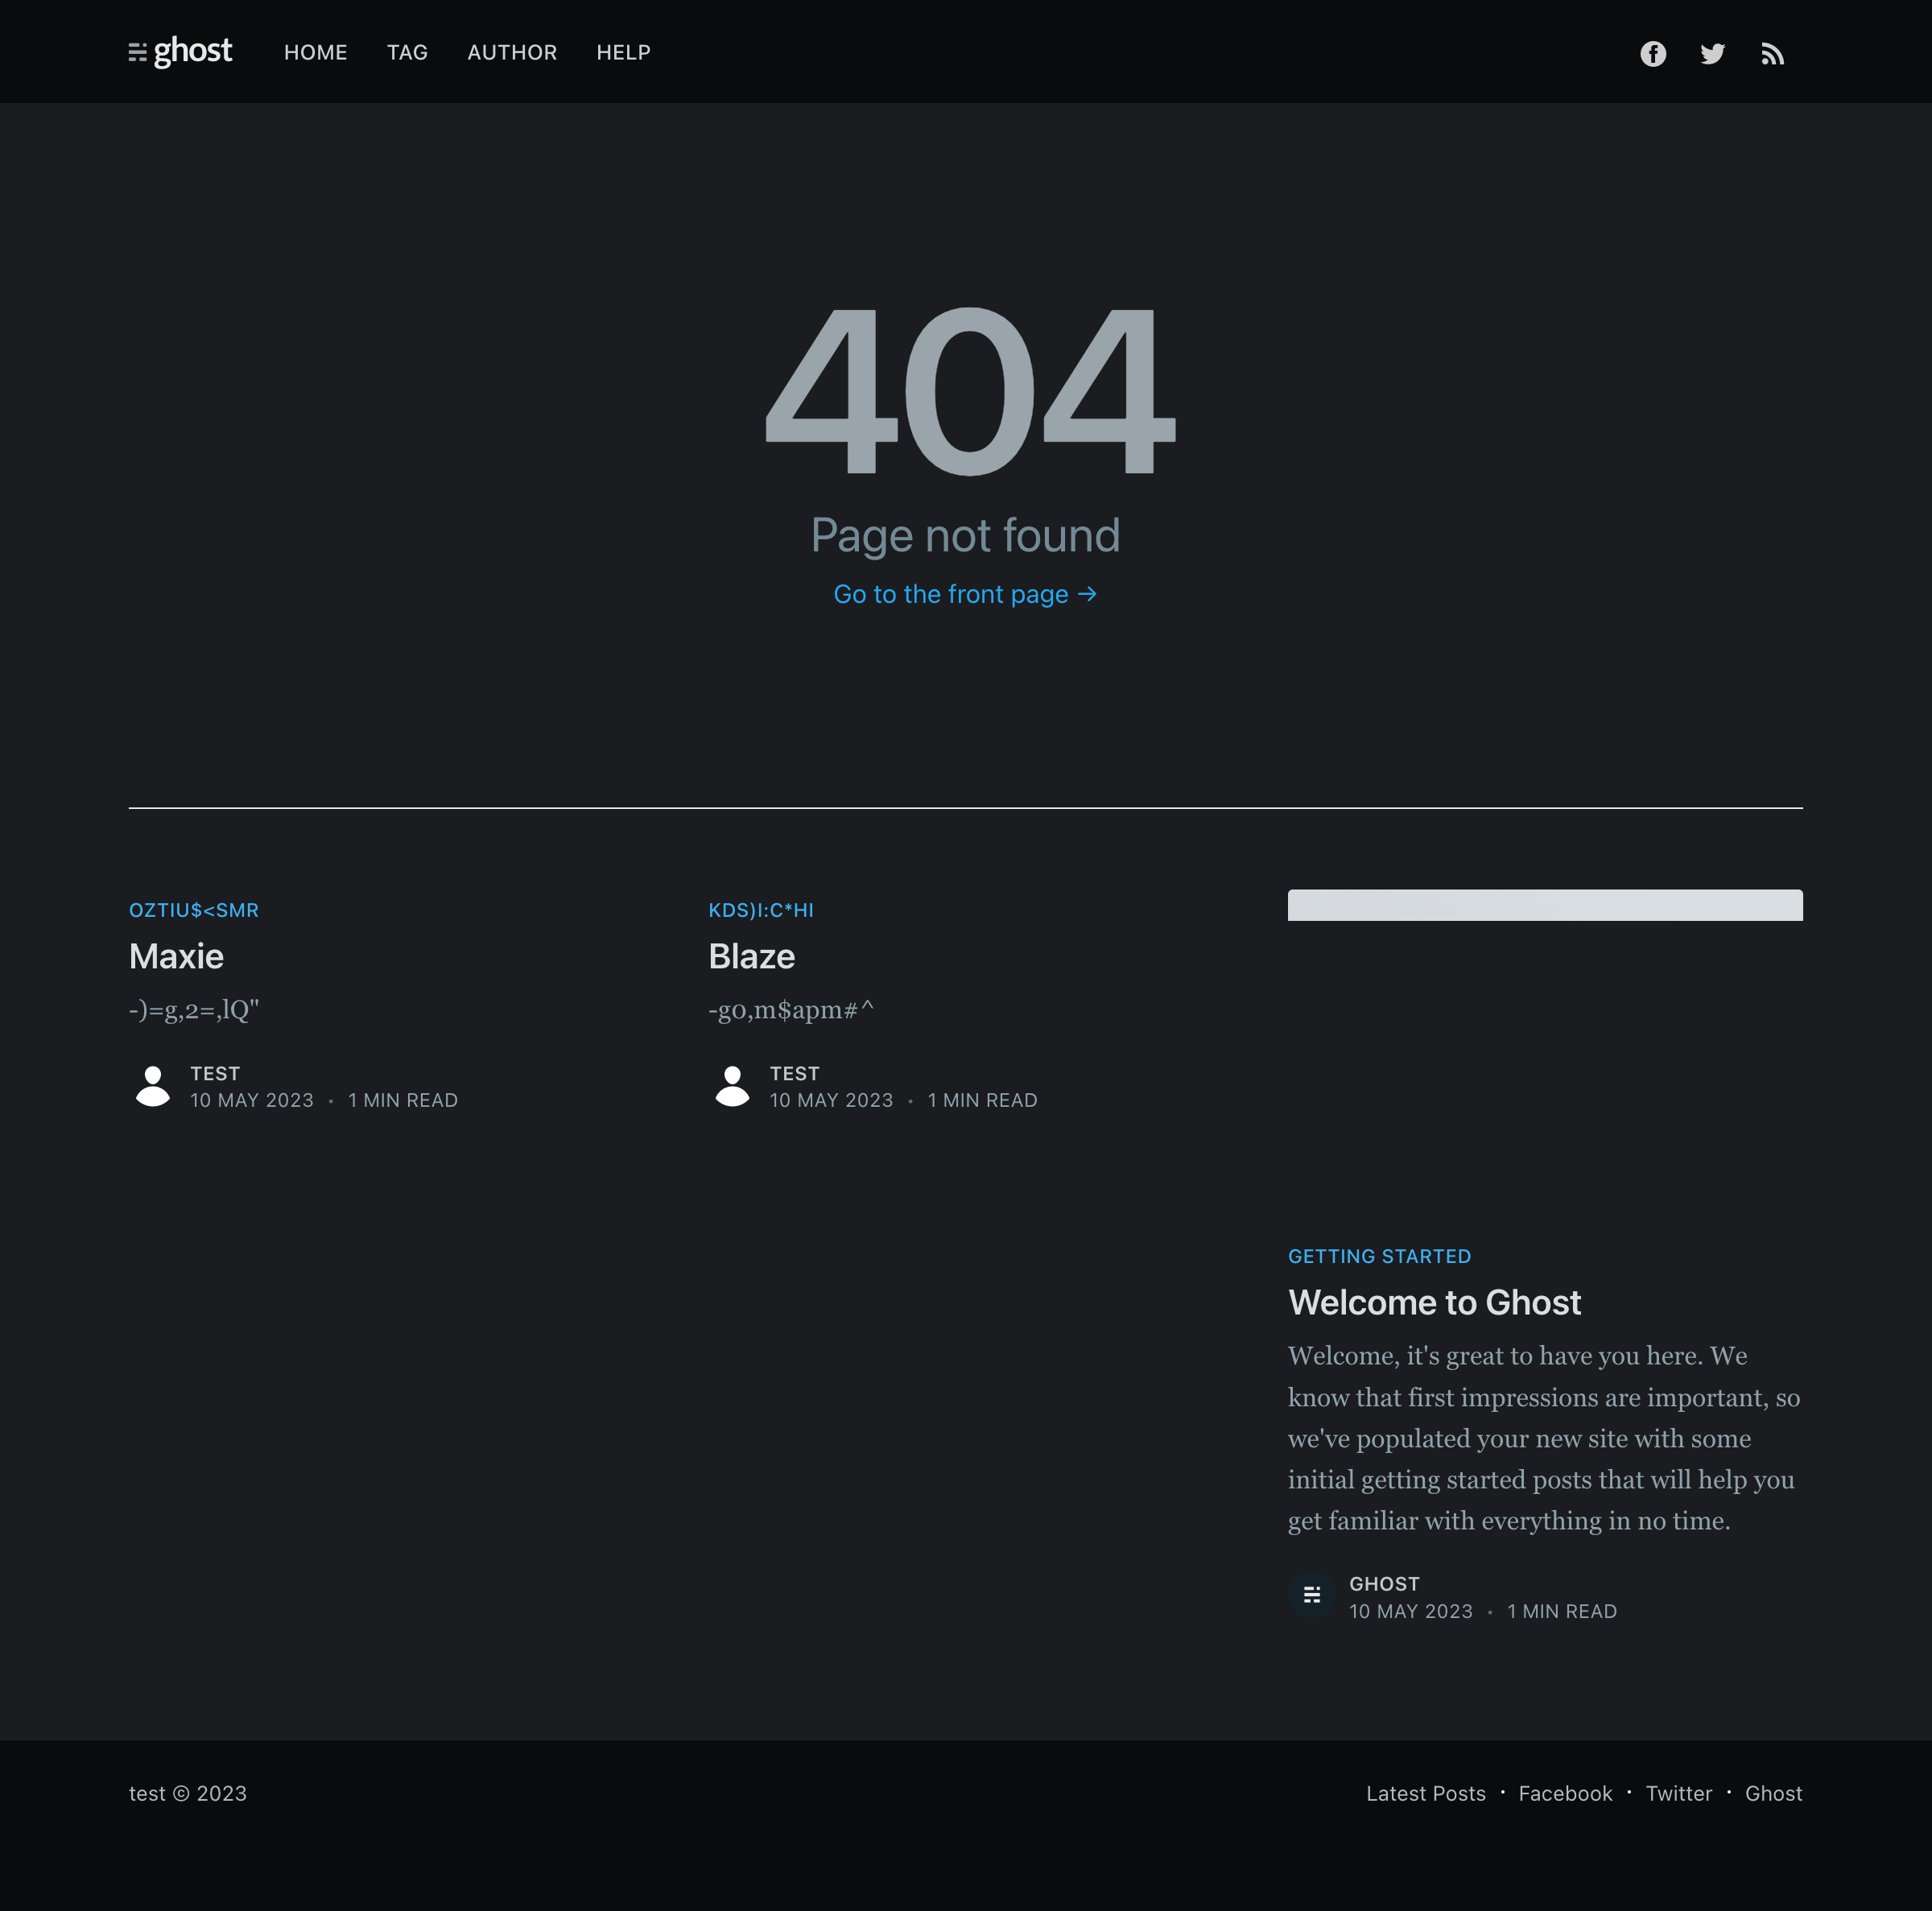 ghost HOME TAG AUTHOR HELP
404
Page not found
Go to the front page →
OZTIU$<SMR
Maxie
-)=g,2=,lQ"
TEST
10 MAY 2023 • 1 MIN READ
KDS)I:C*HI
Blaze
-g0,m$apm#^
TEST
10 MAY 2023 • 1 MIN READ
GETTING STARTED
Welcome to Ghost
Welcome, it's great to have you here. We
know that first impressions are important, so
we've populated your new site with some
initial getting started posts that will help you
get familiar with everything in no time.
GHOST
10 MAY 2023 • 1 MIN READ
test © 2023
Latest Posts • Facebook • Twitter • Ghost